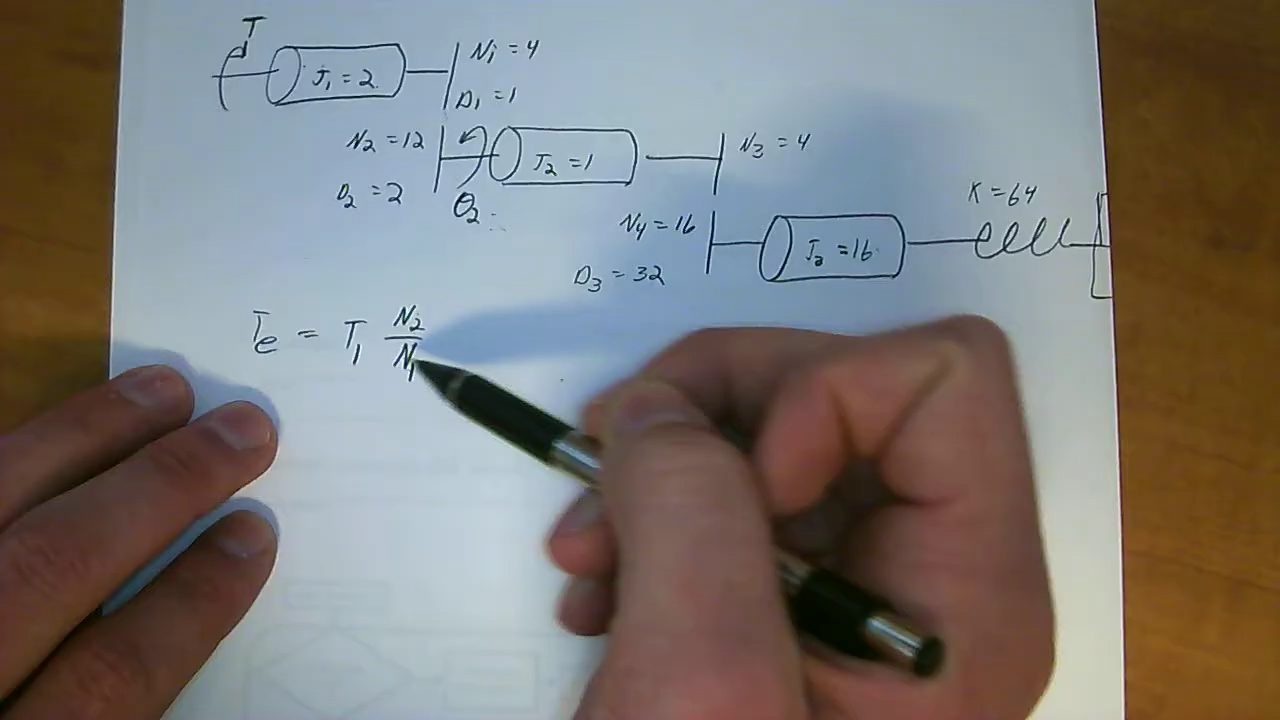 T
J₁ = 2
N₁ = 4
D₁ = 1
N₂ = 12
D₂ = 2
θ₂
J₂ = 1
N₃ = 4
N₄ = 16
D₃ = 32
J₃ = 16
K = 64
Te = T₁ N₂/N₁